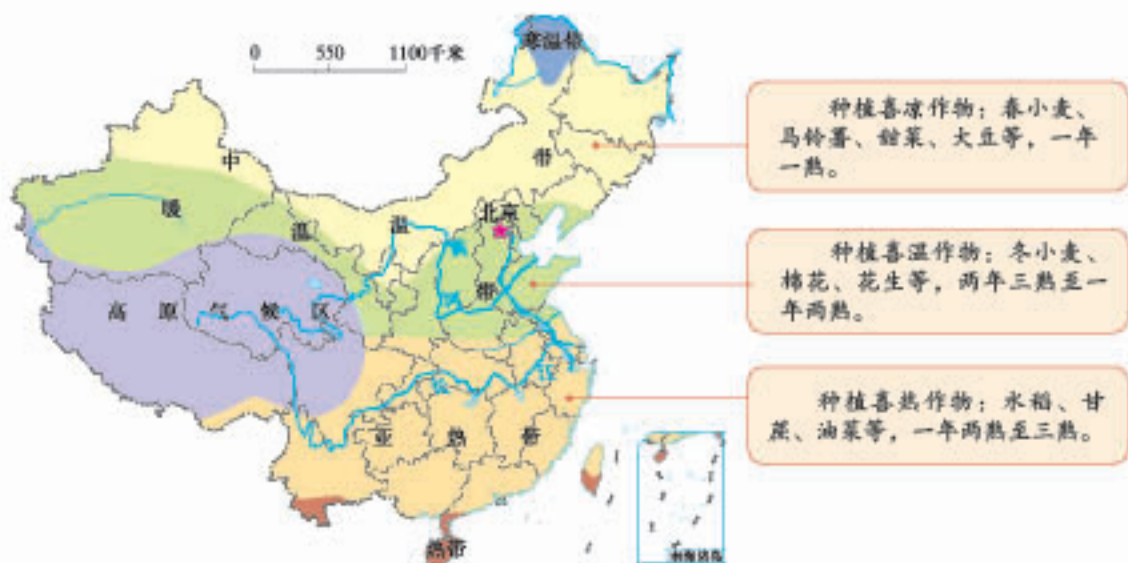 0 550 1100千米
寒温带
中温带
暖温带
北京
高原气候区
亚热带
热带
南海诸岛
种植喜凉作物：春小麦、
马铃薯、甜菜、大豆等，一年
一熟。
种植喜温作物：冬小麦、
棉花、花生等，两年三熟至一
年两熟。
种植喜热作物：水稻、甘
蔗、油菜等，一年两熟至三熟。